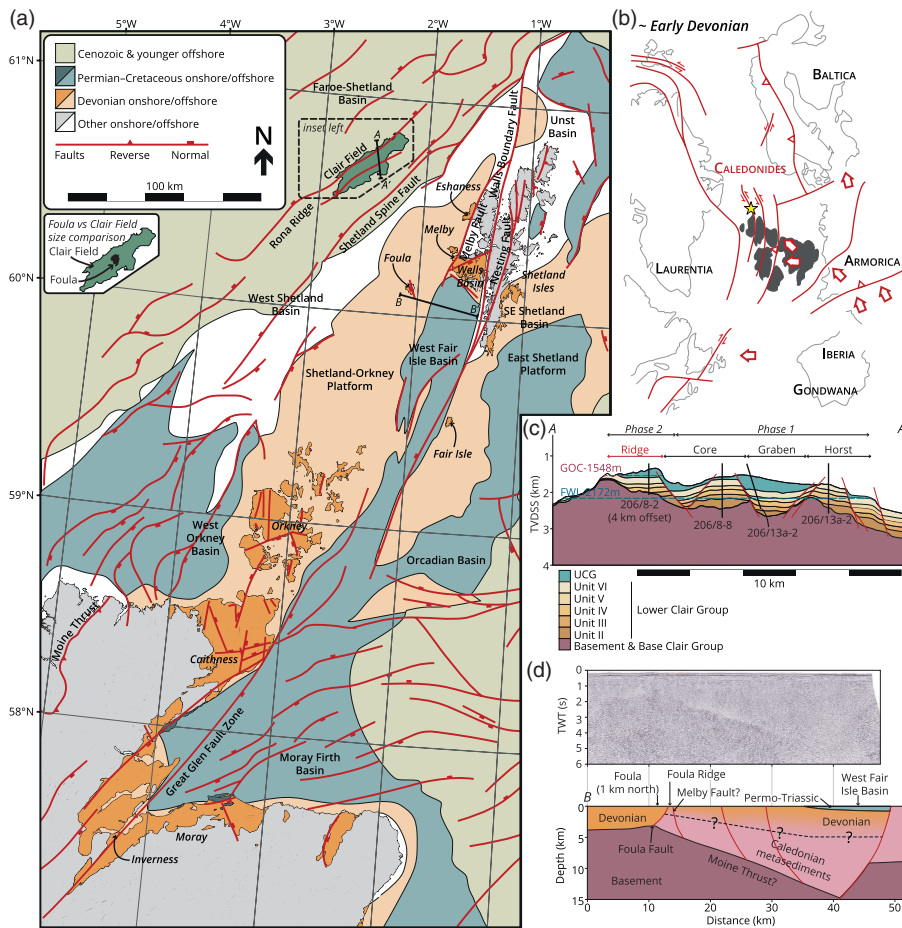 (a)
5°W
4°W
3°W
2°W
1°W
61°N
60°N
59°N
58°N
Cenozoic & younger offshore
Permian–Cretaceous onshore/offshore
Devonian onshore/offshore
Other onshore/offshore
N
Faults
Reverse
Normal
100 km
Foula vs Clair Field
size comparison
Clair Field
Foula
Faroe-Shetland
Basin
inset left
A
Clair Field
A'
Rona Ridge
Shetland Spine Fault
Unst
Basin
Walls Boundary Fault
Eshaness
Melby Fault
Melby
Nesting Fault
Walls
Basin
Foula
B
B'
Shetland
Isles
SE Shetland
Basin
West Shetland
Basin
West Fair
Isle Basin
East Shetland
Platform
Shetland-Orkney
Platform
Fair Isle
West
Orkney
Basin
Orkney
Orcadian Basin
Moine Thrust
Caithness
Great Glen Fault Zone
Moray Firth
Basin
Moray
Inverness
(b)
~ Early Devonian
BALTICA
CALEDONIDES
LAURENTIA
ARMORICA
IBERIA
GONDWANA
(c)
A
Phase 2
Phase 1
Ridge
Core
Graben
Horst
GOC-1548m
FWL-2172m
206/8-2
(4 km offset)
206/8-8
206/13a-2
206/13a-2
TVDSS (km)
1
2
3
4
10 km
UCG
Unit VI
Unit V
Unit IV
Unit III
Unit II
Lower Clair Group
Basement & Base Clair Group
(d)
TWT (s)
0
1
2
3
4
5
6
Foula
(1 km north)
Foula Ridge
Melby Fault?
Permo-Triassic
West Fair
Isle Basin
B
Devonian
Devonian
?
?
?
Foula Fault
Caledonian
metasediments
Moine Thrust?
Basement
Depth (km)
0
5
10
15
0
10
20
30
40
50
Distance (km)